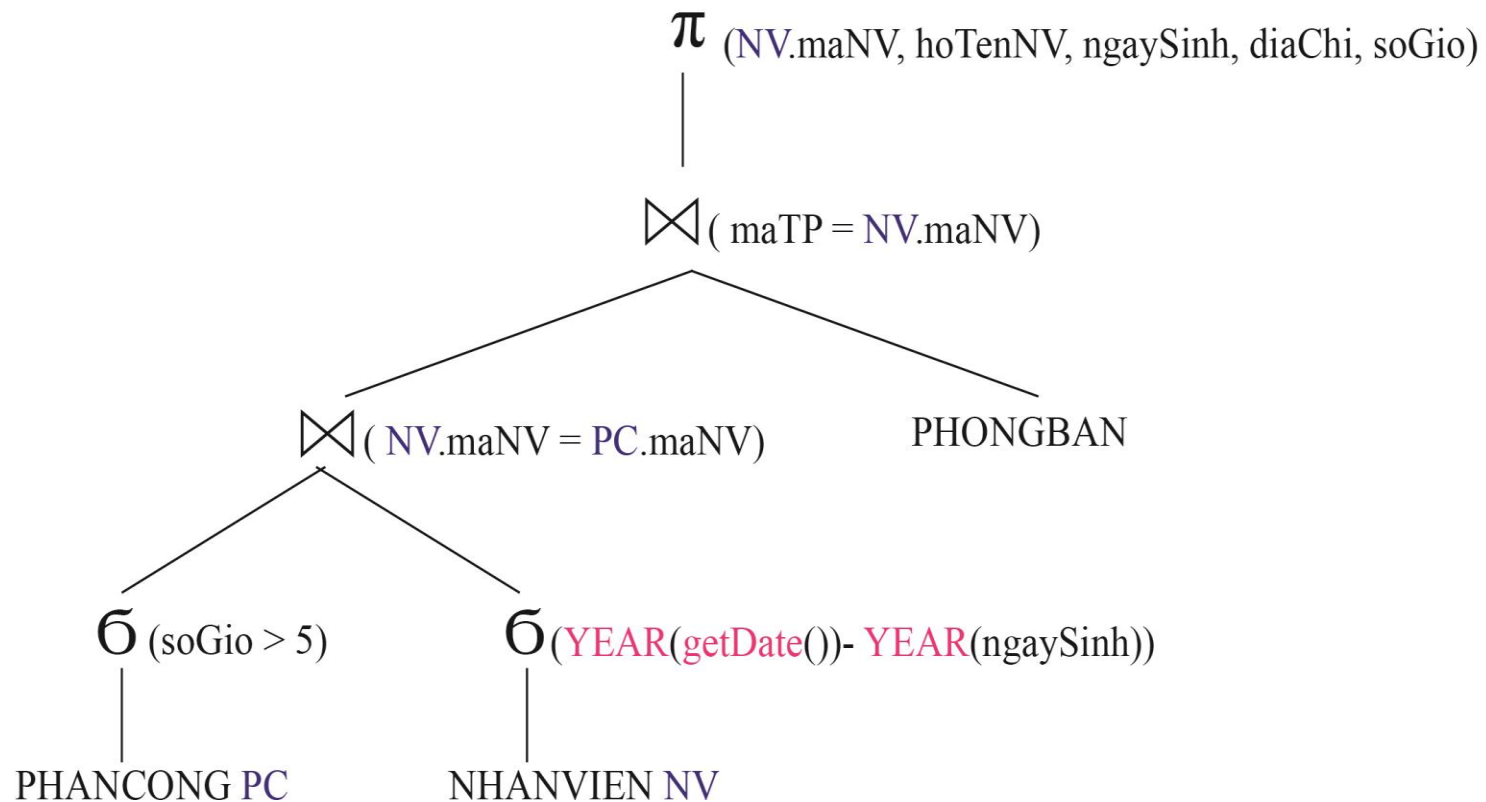 π (NV.maNV, hoTenNV, ngaySinh, diaChi, soGio)
⋈ ( maTP = NV.maNV)
⋈ ( NV.maNV = PC.maNV)
PHONGBAN
Ϭ (soGio > 5)
Ϭ (YEAR(getDate())- YEAR(ngaySinh))
PHANCONG PC
NHANVIEN NV